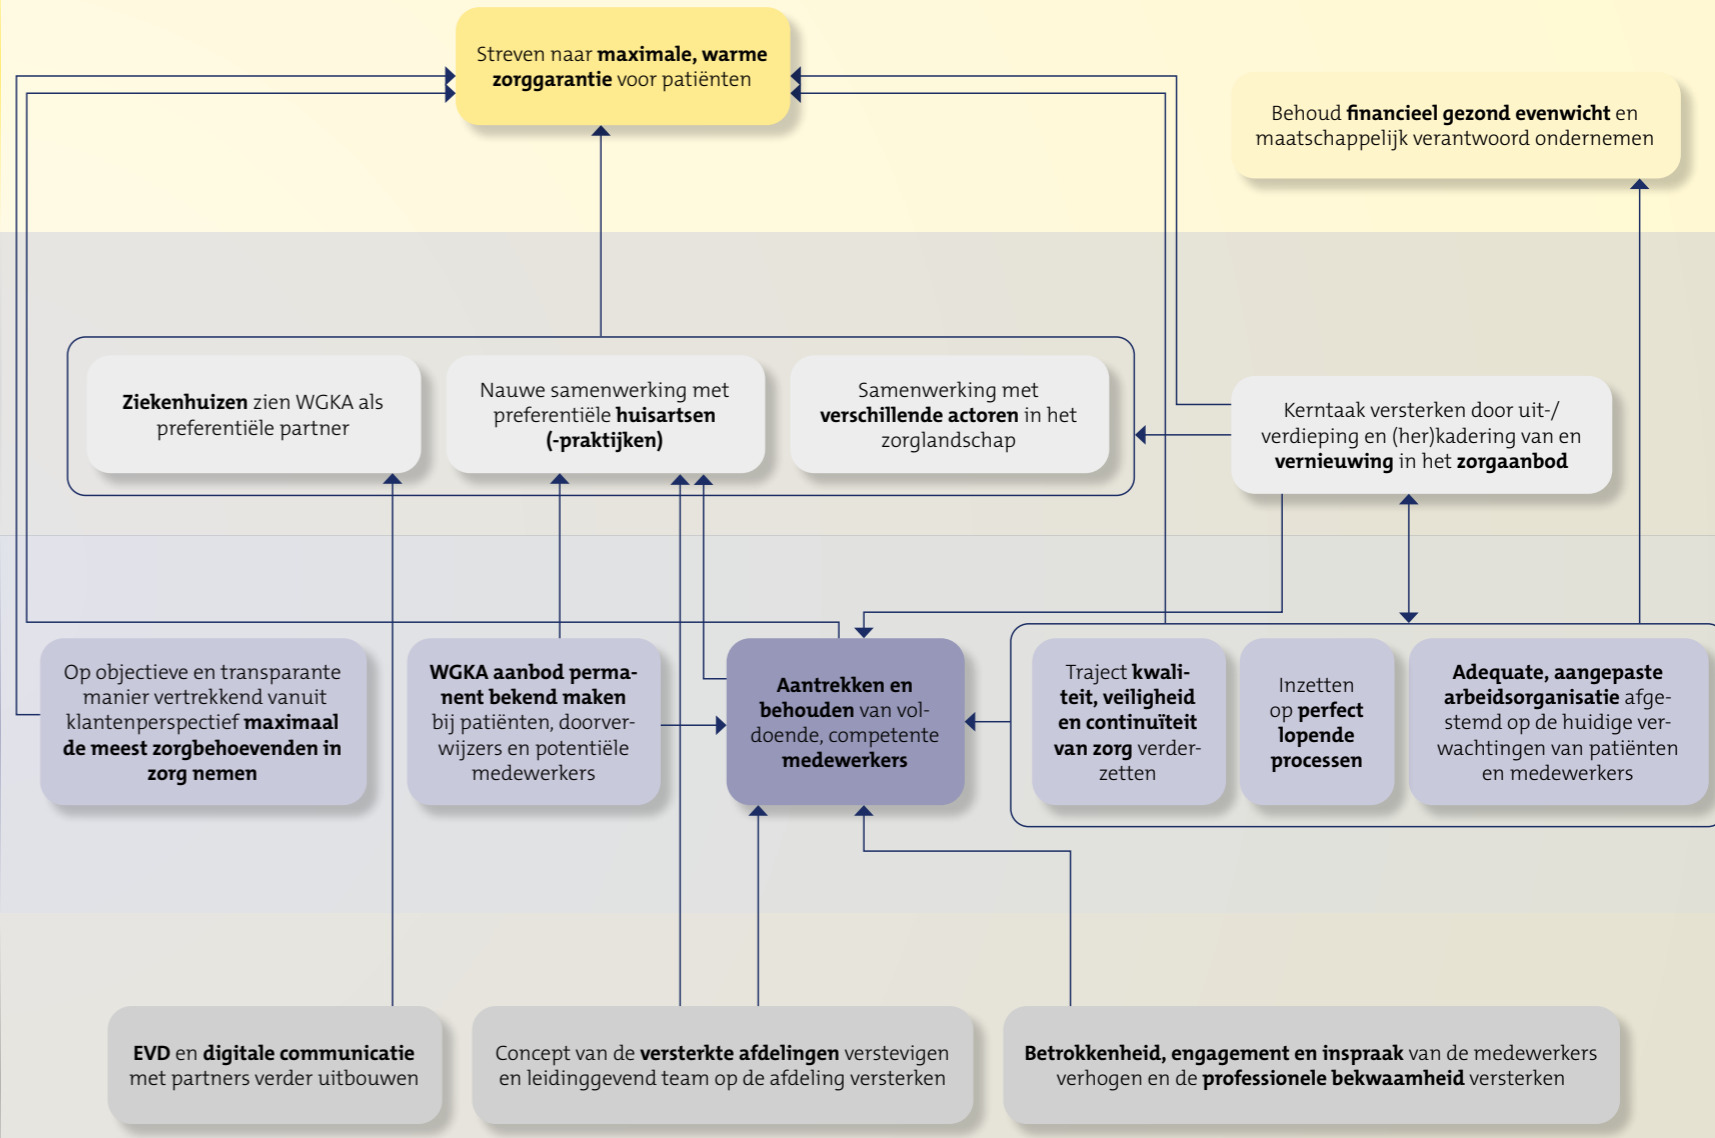 Streven naar maximale, warme
zorggarantie voor patiënten
Behoud financieel gezond evenwicht en
maatschappelijk verantwoord ondernemen
Ziekenhuizen zien WGKA als
preferentiële partner
Nauwe samenwerking met
preferentiële huisartsen
(-praktijken)
Samenwerking met
verschillende actoren in het
zorglandschap
Kerntaak versterken door uit-/
verdieping en (her)kadering van en
vernieuwing in het zorgaanbod
Op objectieve en transparante
manier vertrekkend vanuit
klantenperspectief maximaal
de meest zorgbehoevenden in
zorg nemen
WGKA aanbod perma-
nent bekend maken
bij patiënten, doorver-
wijzers en potentiële
medewerkers
Aantrekken en
behouden van vol-
doende, competente
medewerkers
Traject kwali-
teit, veiligheid
en continuïteit
van zorg verder-
zetten
Inzetten
op perfect
lopende
processen
Adequate, aangepaste
arbeidsorganisatie afge-
stemd op de huidige ver-
wachtingen van patiënten
en medewerkers
EVD en digitale communicatie
met partners verder uitbouwen
Concept van de versterkte afdelingen verstevigen
en leidinggevend team op de afdeling versterken
Betrokkenheid, engagement en inspraak van de medewerkers
verhogen en de professionele bekwaamheid versterken